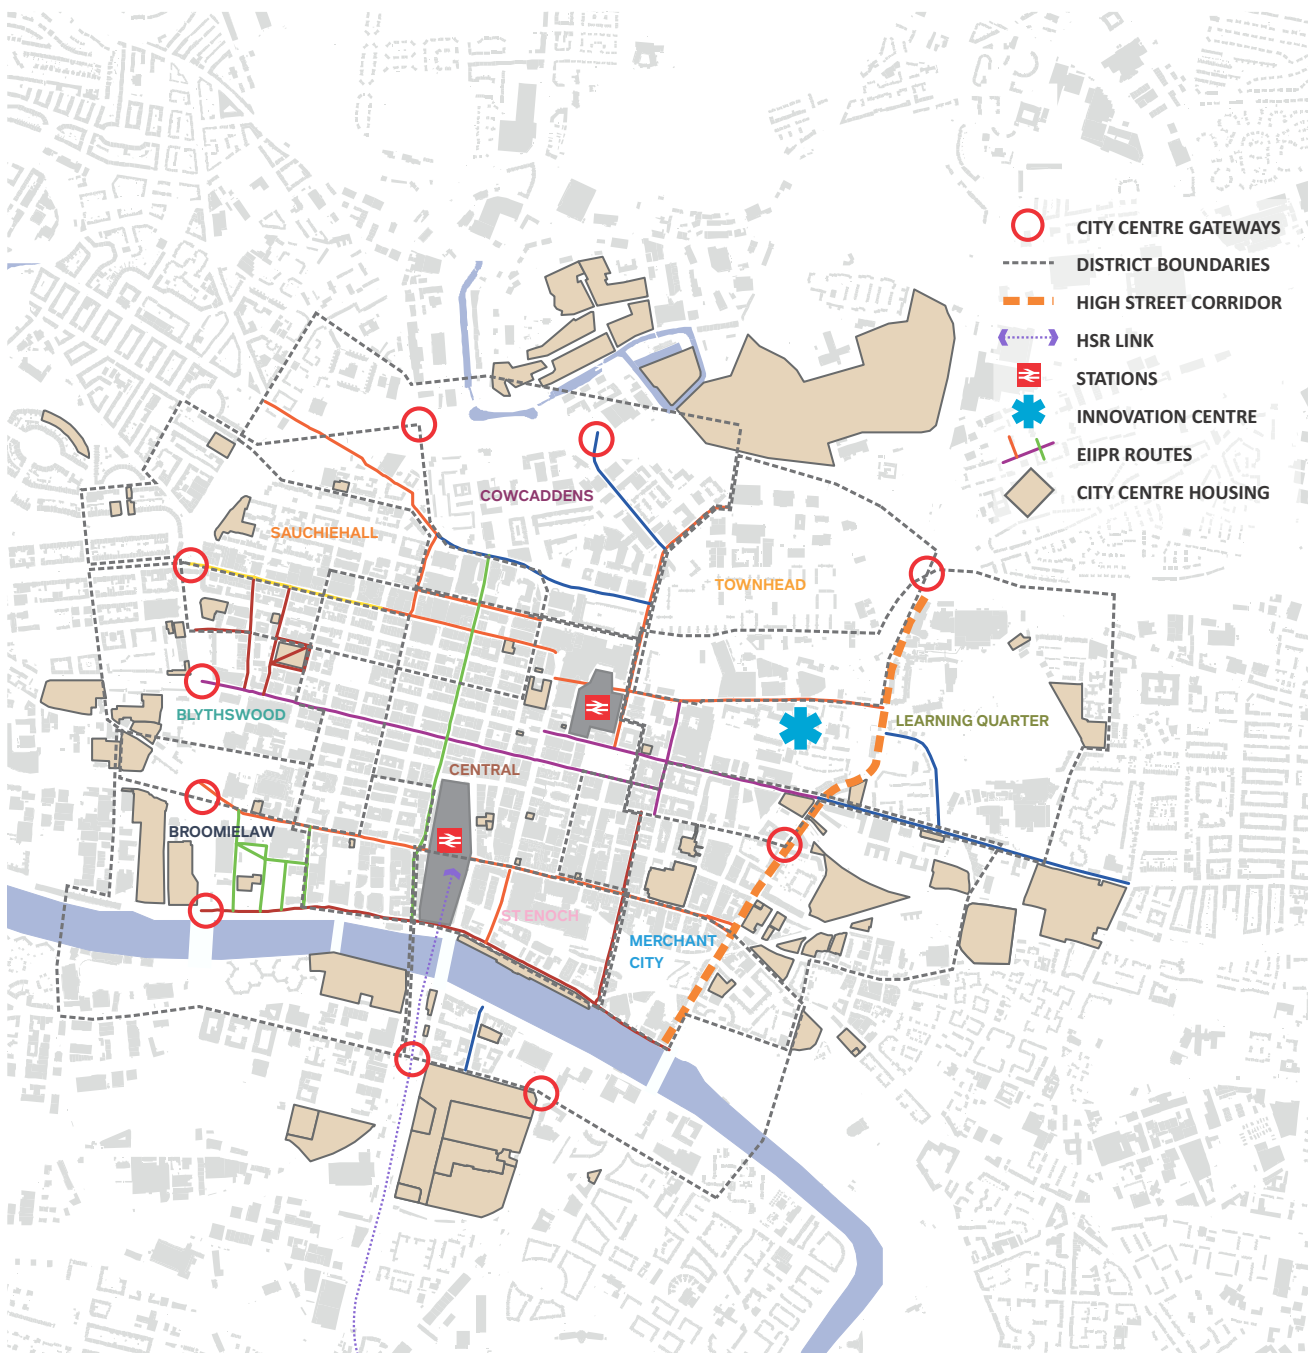 CITY CENTRE GATEWAYS
DISTRICT BOUNDARIES
HIGH STREET CORRIDOR
HSR LINK
STATIONS
INNOVATION CENTRE
EIIPR ROUTES
CITY CENTRE HOUSING
COWCADDENS
SAUCHIEHALL
TOWNHEAD
BLYTHSWOOD
LEARNING QUARTER
CENTRAL
BROOMIELAW
ST ENOCH
MERCHANT
CITY